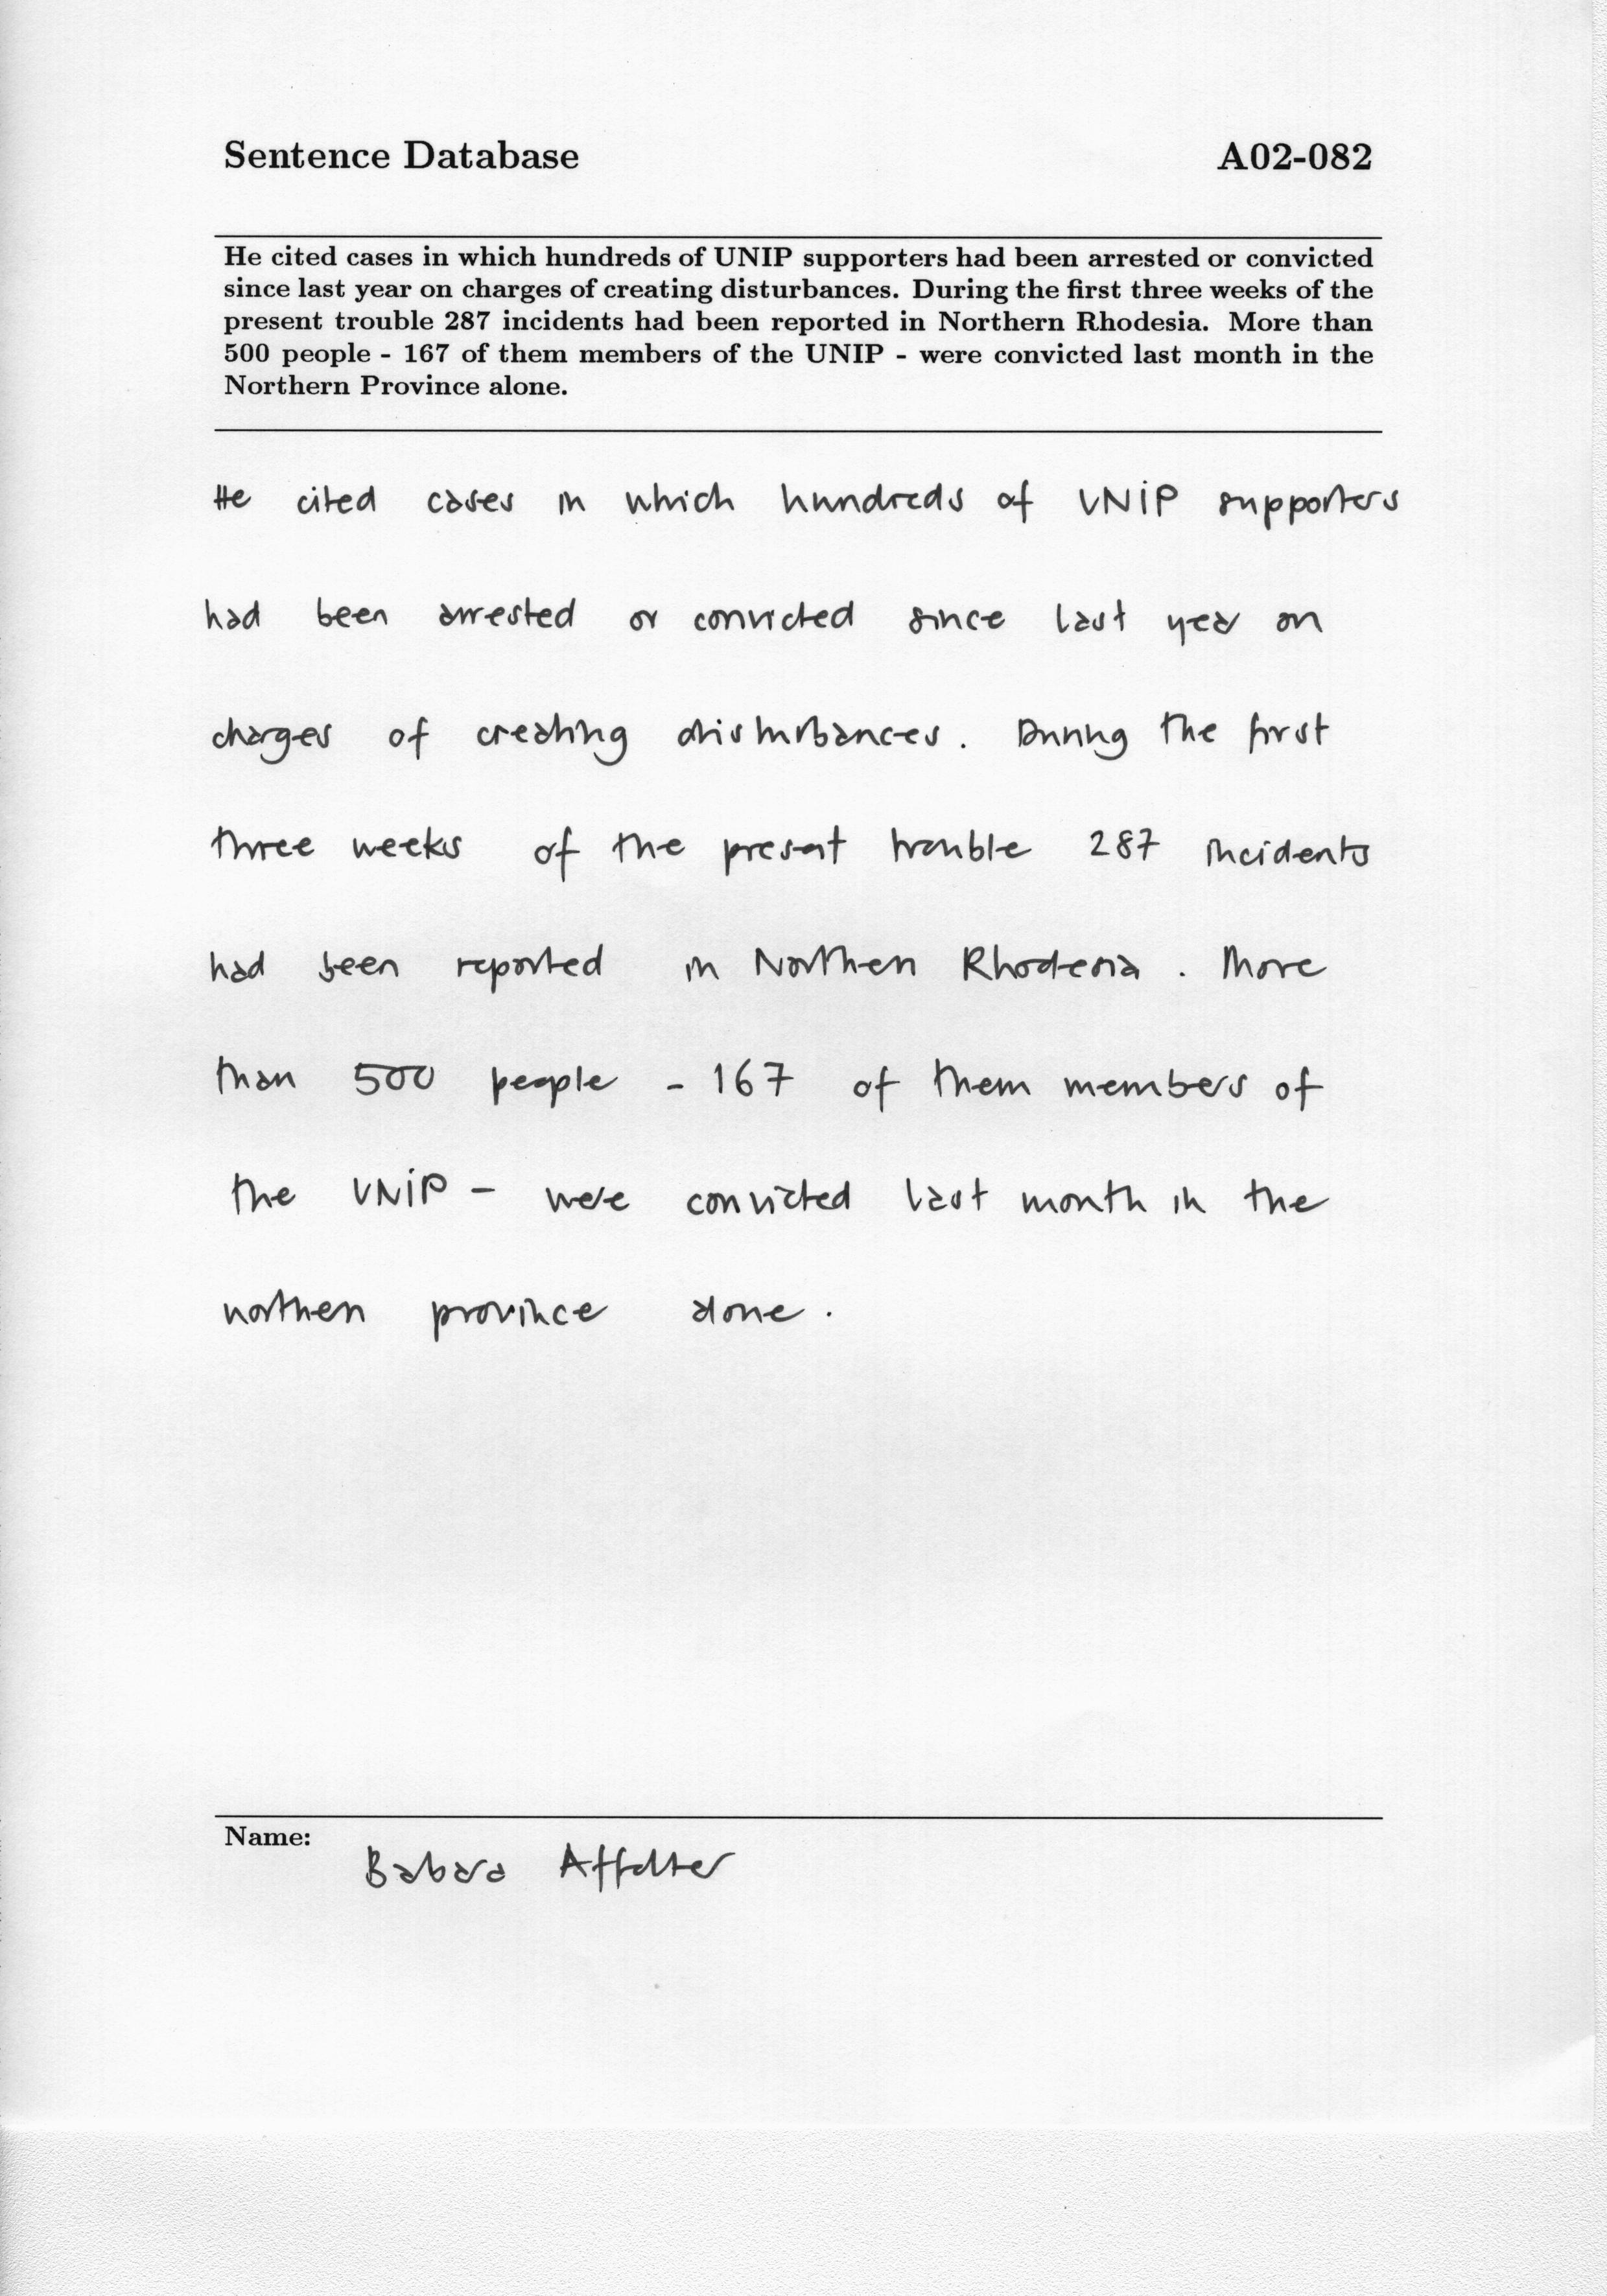 Sentence Database A02-082
He cited cases in which hundreds of UNIP supporters had been arrested or convicted
since last year on charges of creating disturbances. During the first three weeks of the
present trouble 287 incidents had been reported in Northern Rhodesia. More than
500 people - 167 of them members of the UNIP - were convicted last month in the
Northern Province alone.
He cited cases in which hundreds of UNIP supporters
had been arrested or convicted since last year on
charges of creating disturbances. During the first
three weeks of the present trouble 287 incidents
had been reported in Northen Rhodesia. More
than 500 people - 167 of them members of
the UNIP - were convicted last month in the
northen province alone.
Name:
Babara Affolter